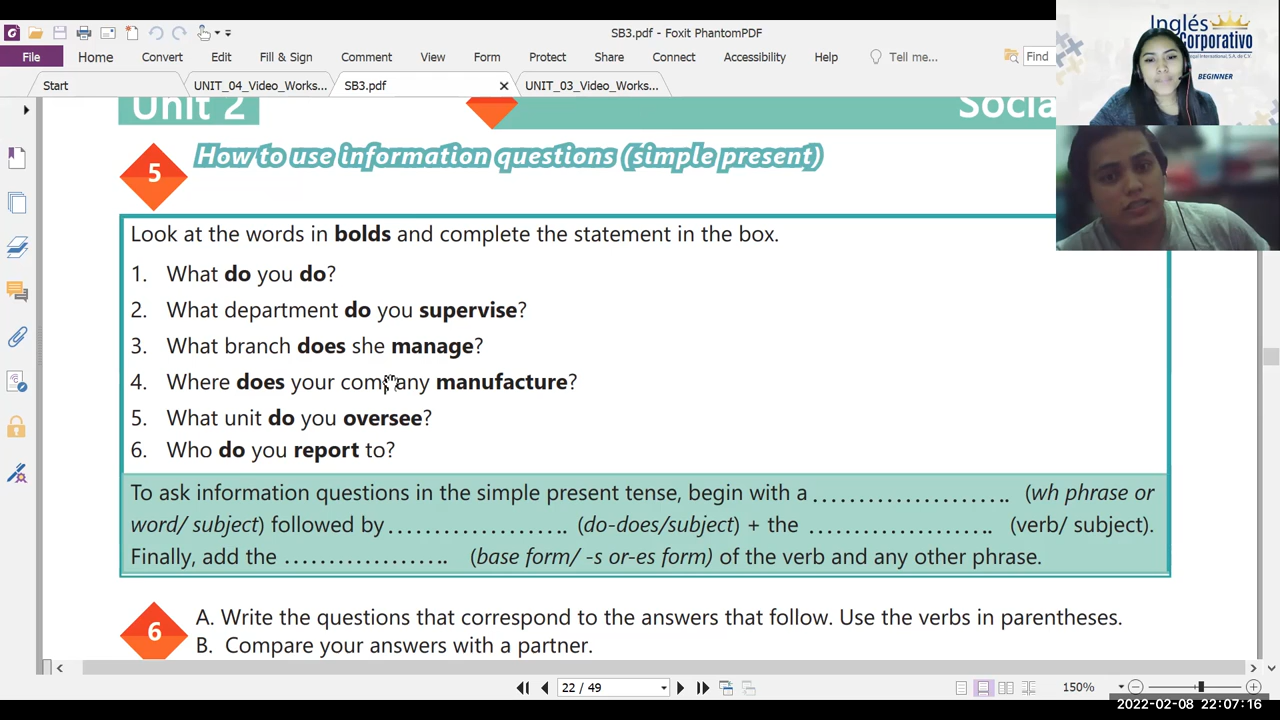 SB3.pdf - Foxit PhantomPDF
File Home Convert Fill & Sign Comment View Form Protect Share Connect Accessibility Help Tell me... Find
Start UNIT_04_Video_Works... SB3.pdf UNIT_03_Video_Works...
Inglés
Corporativo
BEGINNER
Unit 2 Social
5 How to use information questions (simple present)
Look at the words in bolds and complete the statement in the box.
1. What do you do?
2. What department do you supervise?
3. What branch does she manage?
4. Where does your company manufacture?
5. What unit do you oversee?
6. Who do you report to?
To ask information questions in the simple present tense, begin with a ...................... (wh phrase or
word/ subject) followed by .................... (do-does/subject) + the .................... (verb/ subject).
Finally, add the .................. (base form/ -s or-es form) of the verb and any other phrase.
6 A. Write the questions that correspond to the answers that follow. Use the verbs in parentheses.
B. Compare your answers with a partner.
22 / 49
150%
2022-02-08 22:07:16